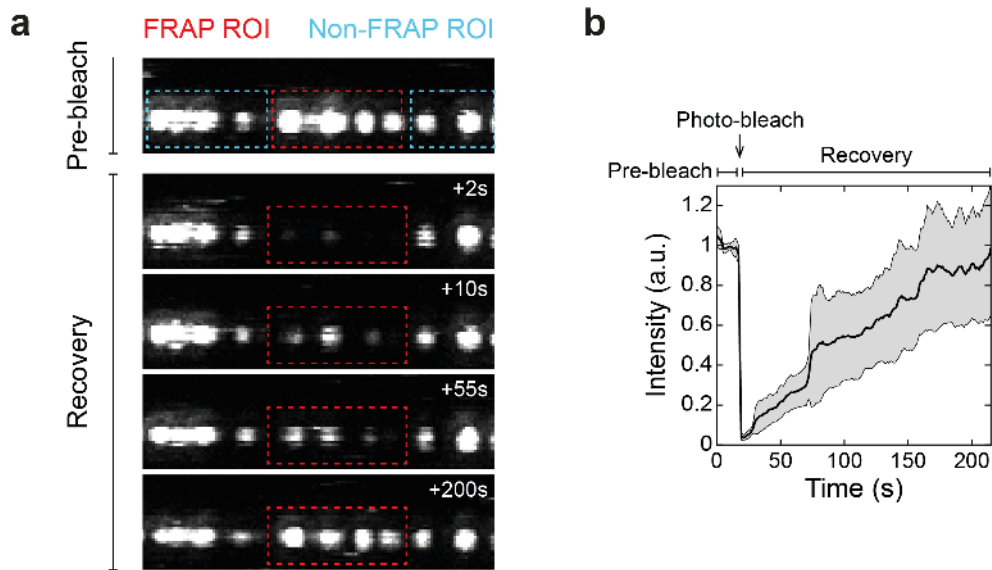 a
FRAP ROI Non-FRAP ROI
Pre-bleach
Recovery
+2s
+10s
+55s
+200s
b
Photo-bleach
Pre-bleach Recovery
Intensity (a.u.)
1.2
1
0.8
0.6
0.4
0.2
0
0 50 100 150 200
Time (s)